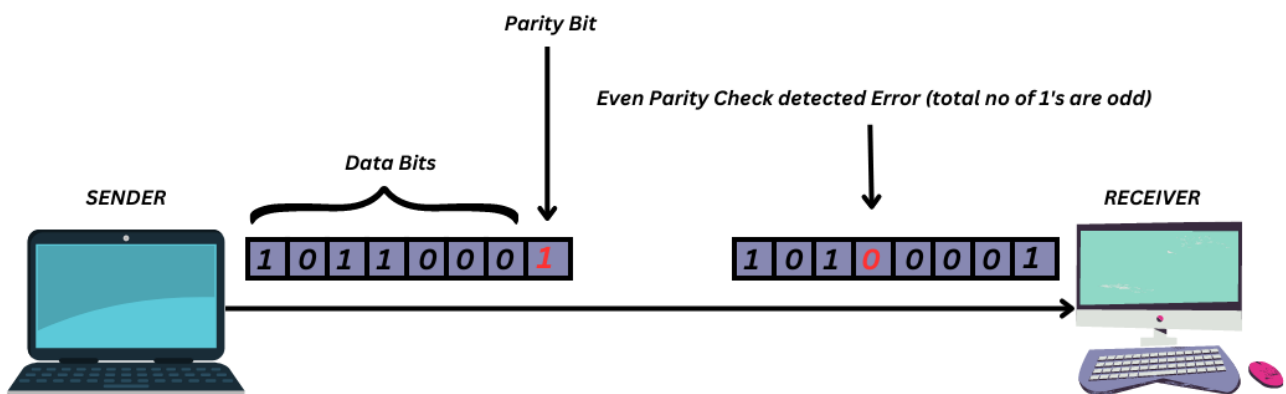 Parity Bit
Even Parity Check detected Error (total no of 1's are odd)
Data Bits
SENDER
RECEIVER
1 0 1 1 0 0 0 1
1 0 1 0 0 0 0 1